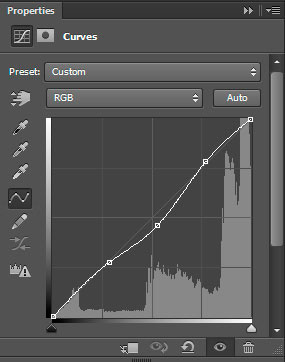 Properties
Curves
Preset: Custom
RGB Auto